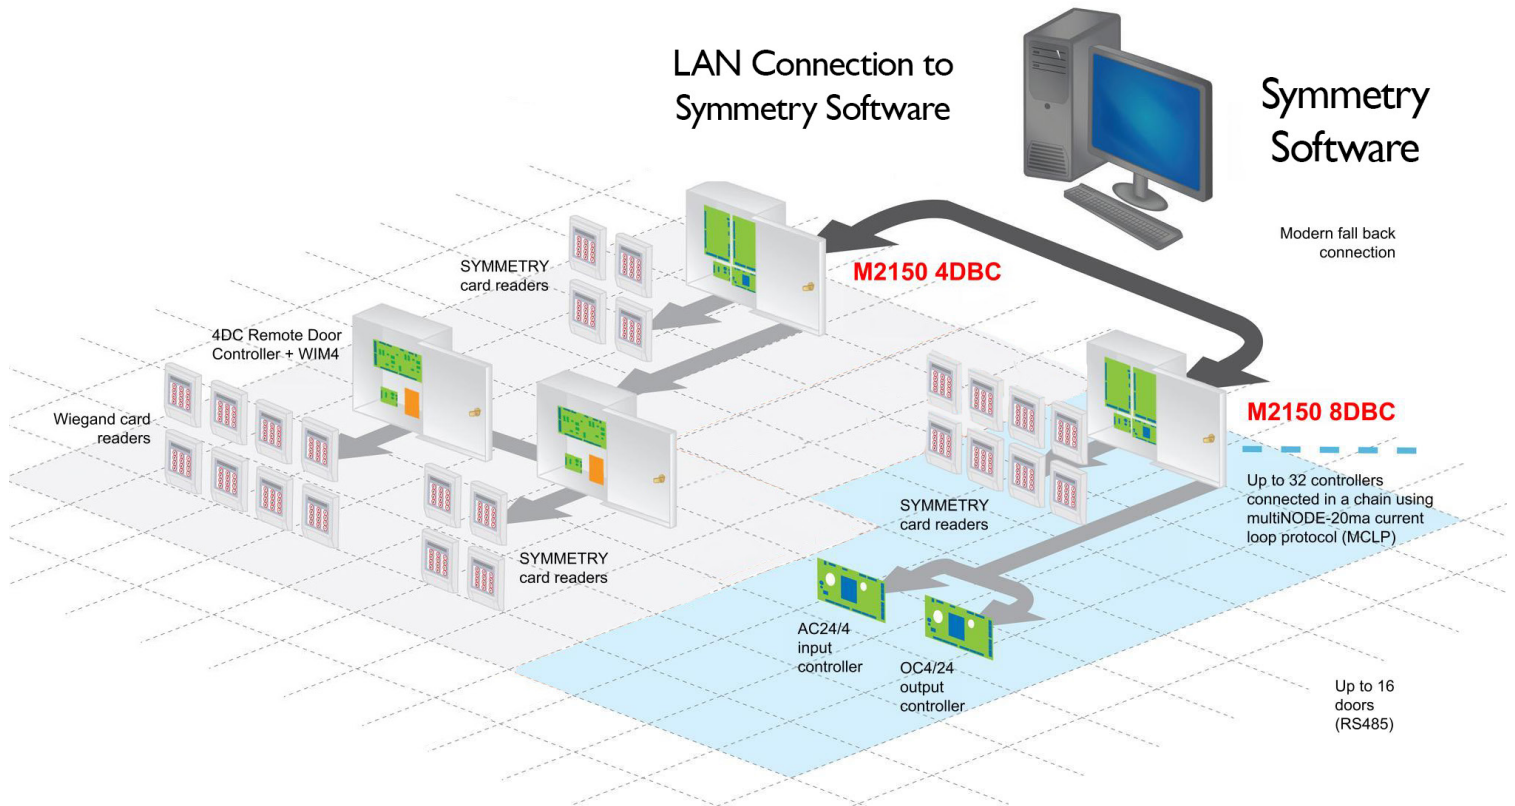 LAN Connection to
Symmetry Software
Symmetry
Software
Modern fall back
connection
SYMMETRY
card readers
M2150 4DBC
4DC Remote Door
Controller + WIM4
Wiegand card
readers
M2150 8DBC
Up to 32 controllers
connected in a chain using
multiNODE-20ma current
loop protocol (MCLP)
SYMMETRY
card readers
SYMMETRY
card readers
AC24/4
input
controller
OC4/24
output
controller
Up to 16
doors
(RS485)